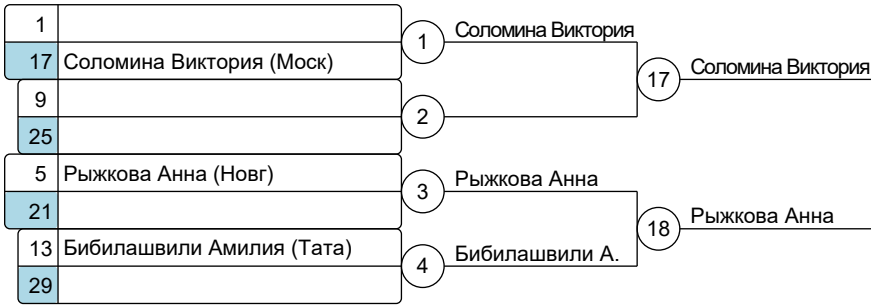 1
1 Соломина Виктория
17 Соломина Виктория (Моск)
17 Соломина Виктория
9
2
25
5 Рыжкова Анна (Новг)
3 Рыжкова Анна
21
18 Рыжкова Анна
13 Бибилашвили Амилия (Тата)
4 Бибилашвили А.
29